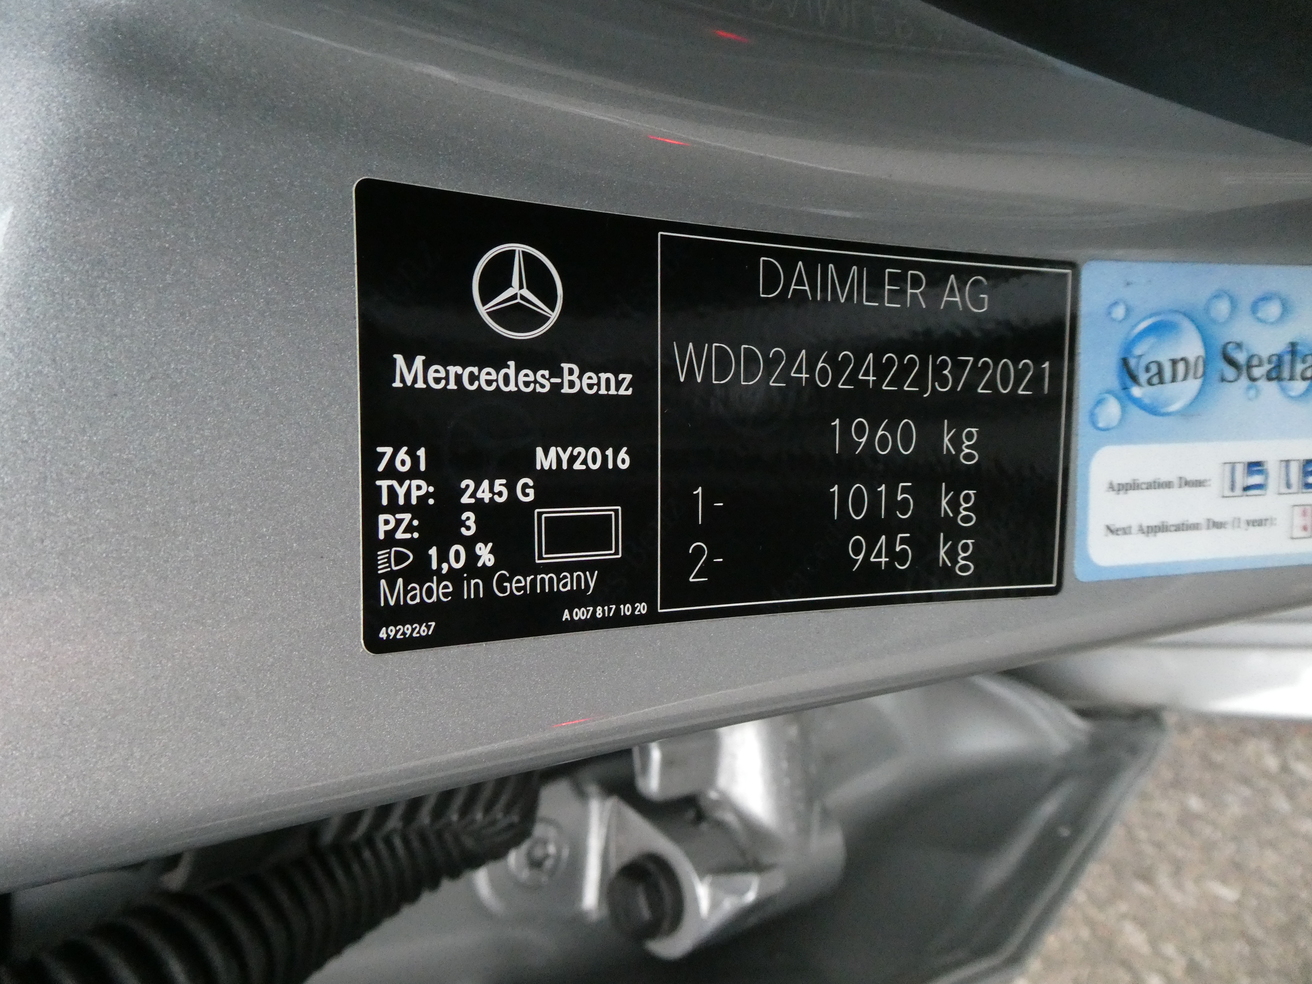 Mercedes-Benz
761 MY2016
TYP: 245 G
PZ: 3
1,0 %
Made in Germany
A 007 817 10 20
4929267
DAIMLER AG
WDD2462422J372021
1960 kg
1- 1015 kg
2- 945 kg
Nano
Application Done: 15
Next Application Due (1 year):